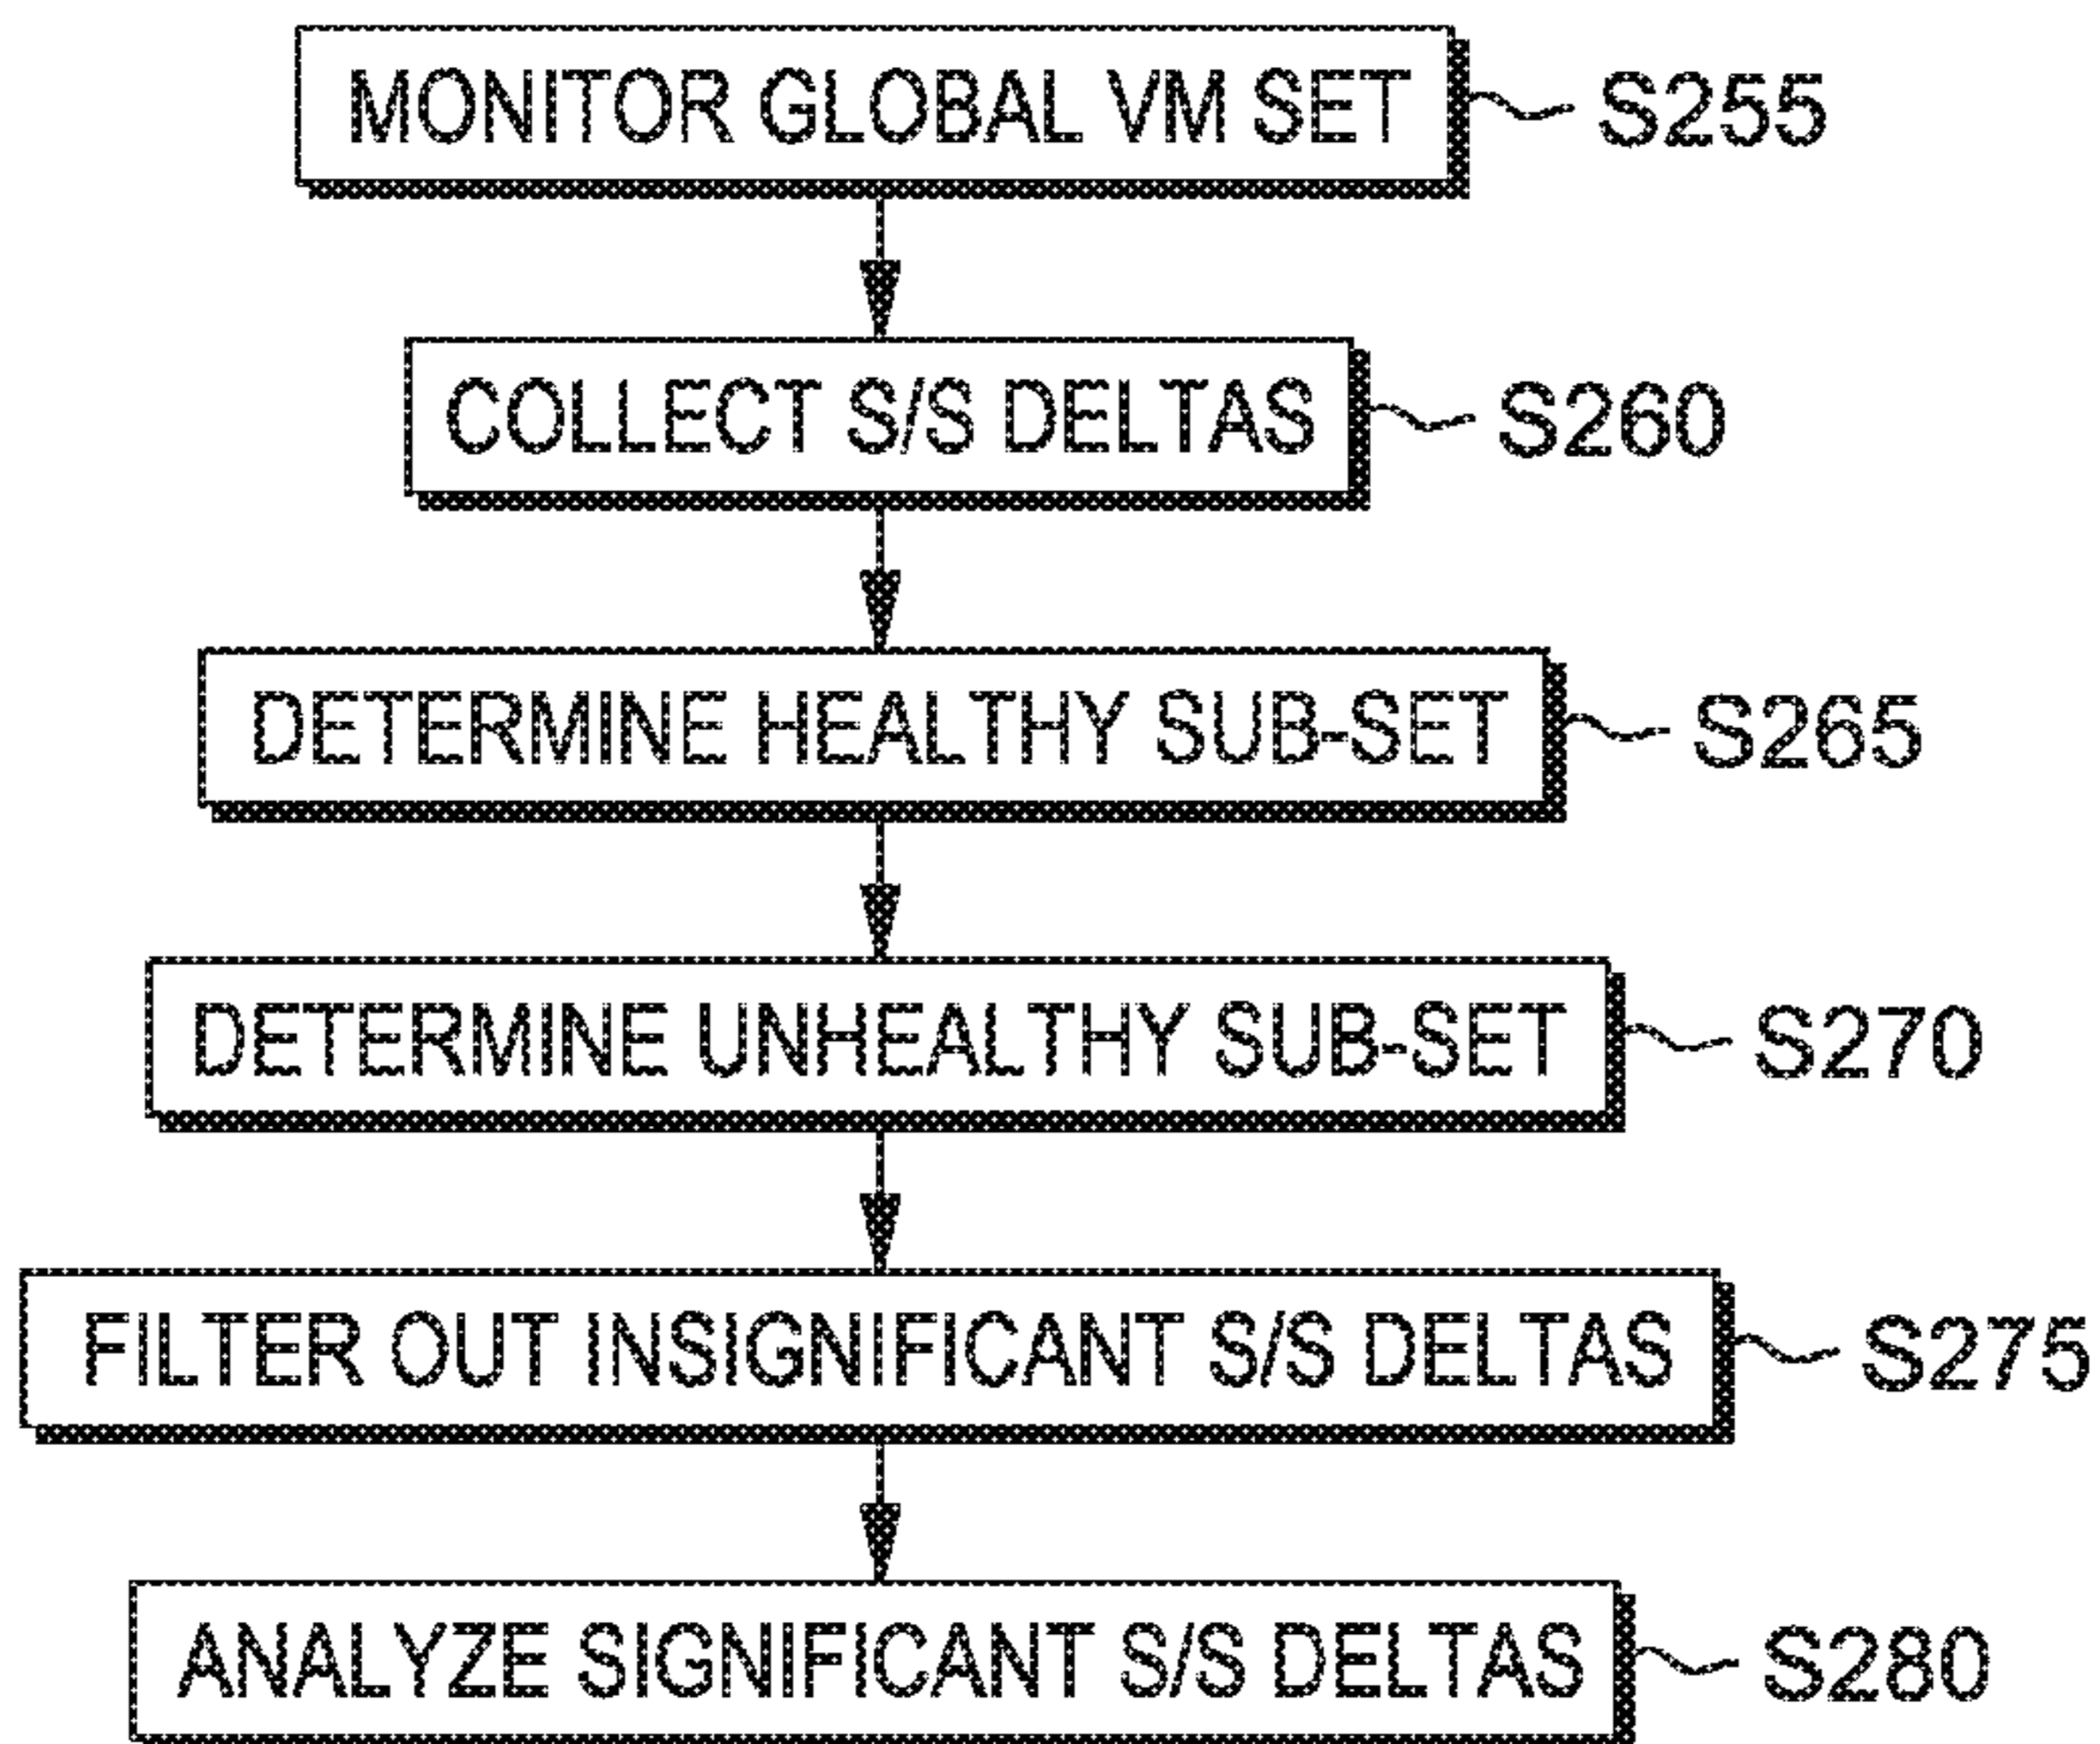 MONITOR GLOBAL VM SET S255
COLLECT S/S DELTAS S260
DETERMINE HEALTHY SUB-SET S265
DETERMINE UNHEALTHY SUB-SET S270
FILTER OUT INSIGNIFICANT S/S DELTAS S275
ANALYZE SIGNIFICANT S/S DELTAS S280